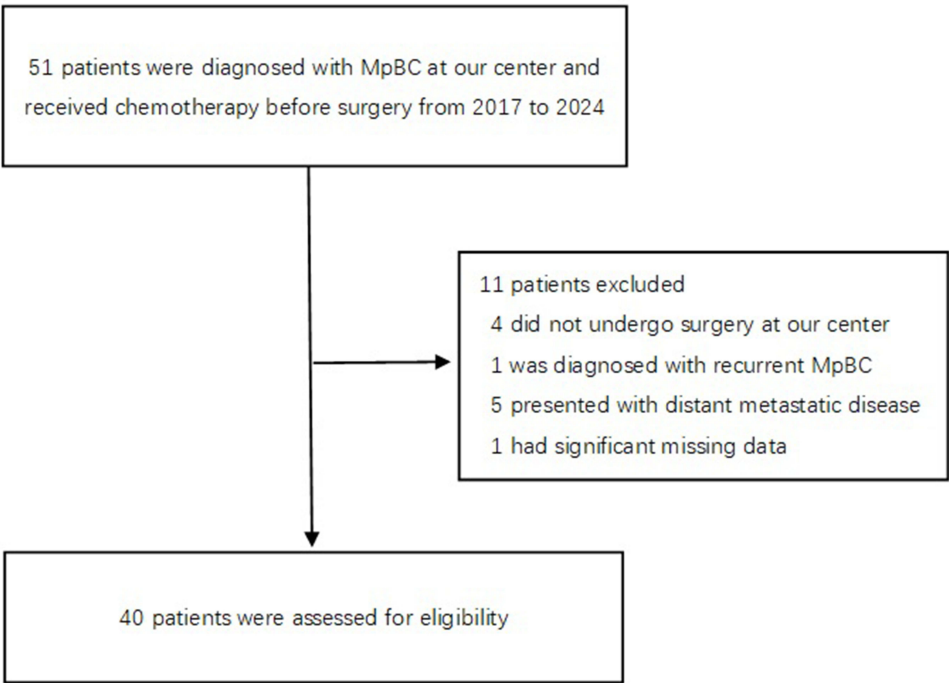 51 patients were diagnosed with MpBC at our center and
received chemotherapy before surgery from 2017 to 2024
11 patients excluded
4 did not undergo surgery at our center
1 was diagnosed with recurrent MpBC
5 presented with distant metastatic disease
1 had significant missing data
40 patients were assessed for eligibility